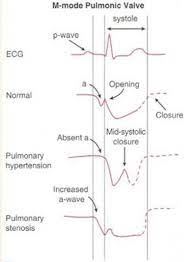 M-mode Pulmonic Valve
systole
p-wave
ECG
a
Opening
Normal
Closure
Absent a
Mid-systolic
closure
Pulmonary
hypertension
Increased
a-wave
Pulmonary
stenosis